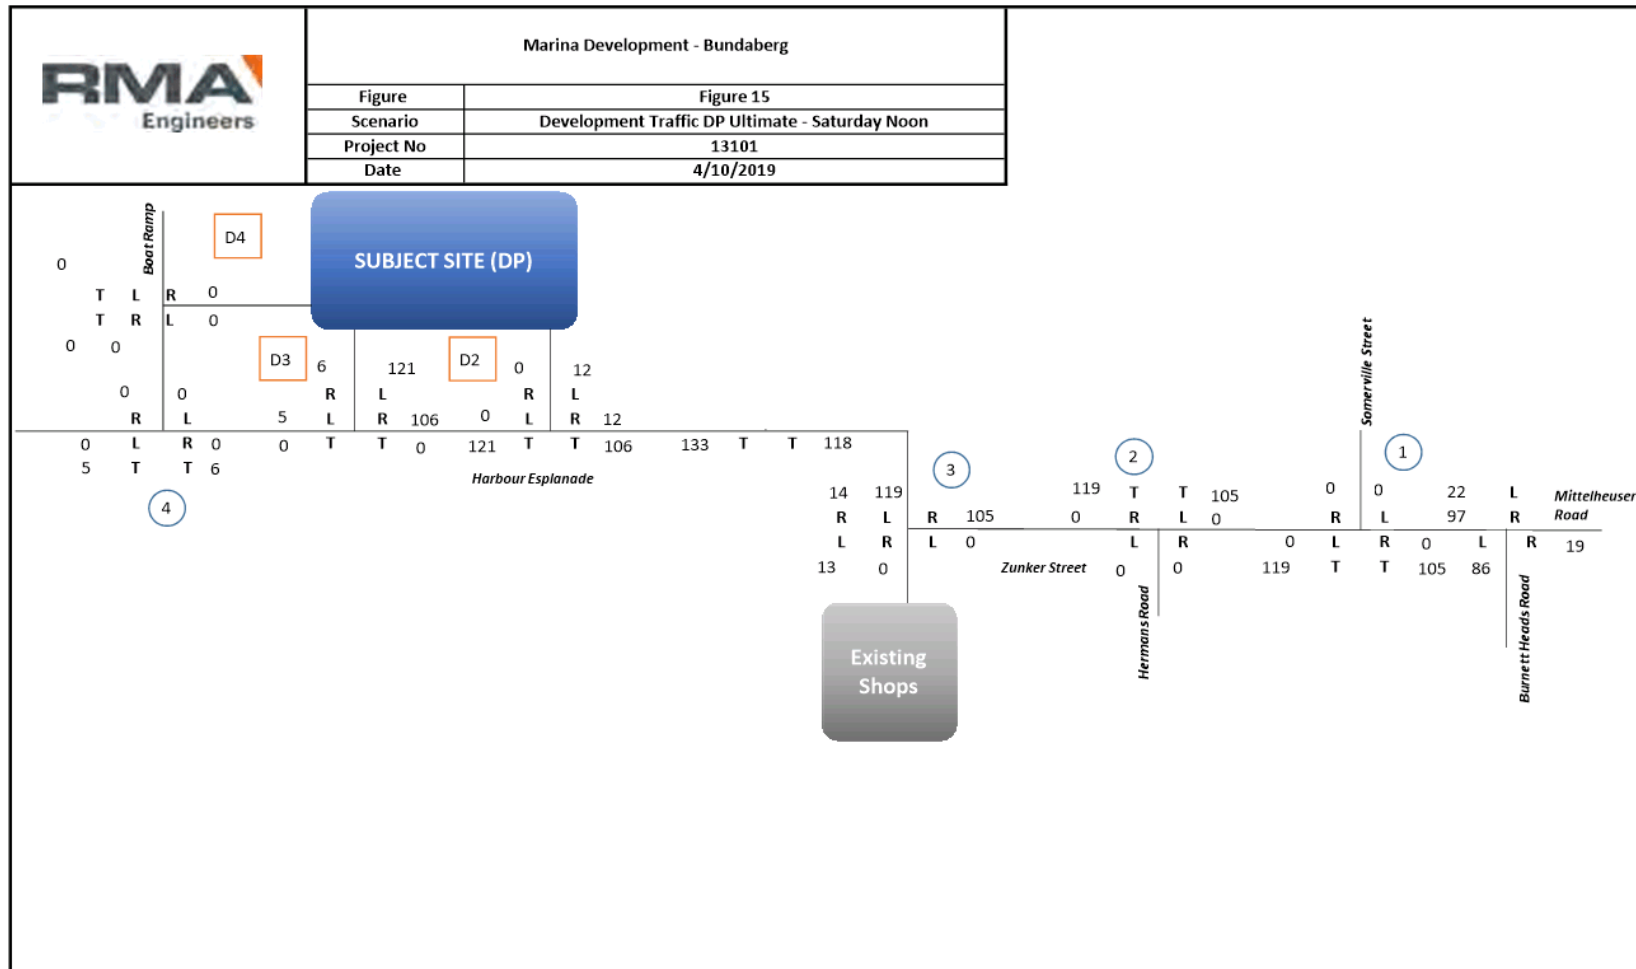 RMA
Engineers
Marina Development - Bundaberg
Figure Figure 15
Scenario Development Traffic DP Ultimate - Saturday Noon
Project No 13101
Date 4/10/2019
Boat Ramp
D4
SUBJECT SITE (DP)
0
T L R 0
T R L 0
0 0
D3 6 121 D2 0 12
0 0 R L R L
R L 5 L R 106 0 L R 12
0 L R 0 0 T T 0 121 T T 106 133 T T 118
5 T T 6
Harbour Esplanade
4
3
2
1
Somerville Street
14 119 119 T T 105 0 0 22 L
R L R 105 0 R L 0 R L 97 R
Mittelheuser
Road
L R L 0 L R 0 L R 0 L R 19
13 0 Zunker Street 0 0 119 T T 105 86
Hermans Road
Burnett Heads Road
Existing
Shops